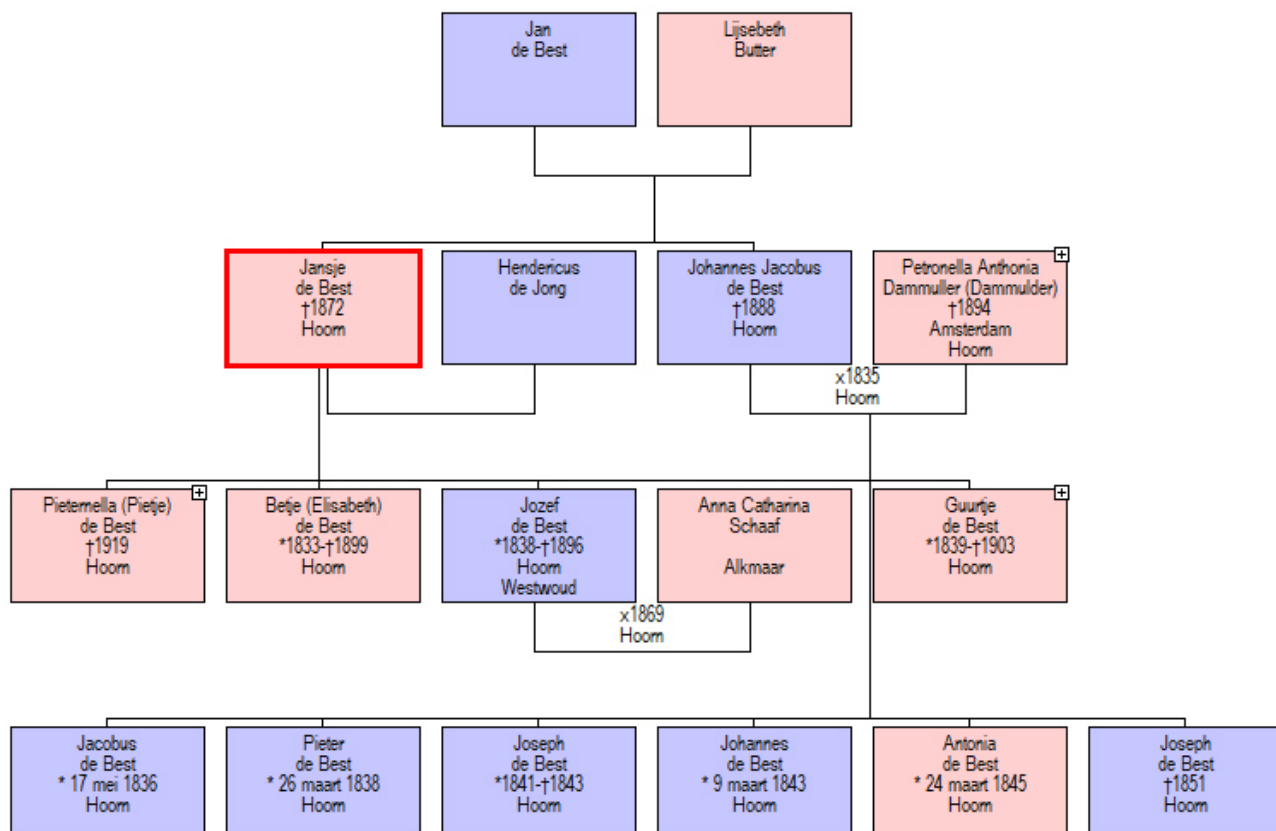 Jan
de Best
Lijsebeth
Butter
Jansje
de Best
†1872
Hoorn
Hendericus
de Jong
Johannes Jacobus
de Best
†1888
Hoorn
Petronella Anthonia
Dammuller (Dammulder)
†1894
Amsterdam
Hoorn
x1835
Hoorn
Pieternella (Pietje)
de Best
†1919
Hoorn
Betje (Elisabeth)
de Best
*1833-†1899
Hoorn
Jozef
de Best
*1838-†1896
Hoorn
Westwoud
Anna Catharina
Schaaf
Alkmaar
Guurtje
de Best
*1839-†1903
Hoorn
x1869
Hoorn
Jacobus
de Best
* 17 mei 1836
Hoorn
Pieter
de Best
* 26 maart 1838
Hoorn
Joseph
de Best
*1841-†1843
Hoorn
Johannes
de Best
* 9 maart 1843
Hoorn
Antonia
de Best
* 24 maart 1845
Hoorn
Joseph
de Best
†1851
Hoorn